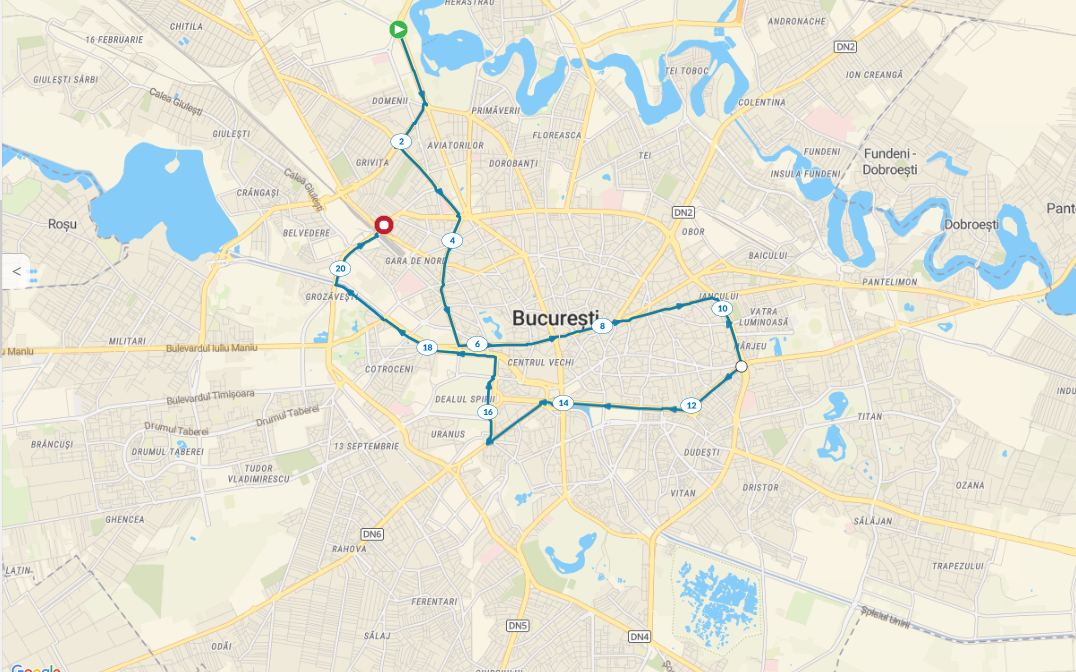 HERĂSTRĂU
CHITILA
ANDRONACHE
16 FEBRUARIE
DN2
TEI TOBOC
ION CREANGĂ
GIULEȘTI SÂRBI
Calea Giulești
DOMENII
PRIMĂVERII
COLENTINA
GIULEȘTI
FLOREASCA
2
AVIATORILOR
FUNDENI
Fundeni -
Dobroești
GRIVIȚA
DOROBANȚI
TEI
INSULA FUNDENI
Calea Giulești
CRÂNGAȘI
DN2
Pant
Roșu
BELVEDERE
OBOR
Dobroești
4
BAICULUI
<
20
GARA DE NORD
PANTELIMON
GROZĂVEȘTI
IANCULUI
București
8
10
VATRA
LUMINOASĂ
MILITARI
6
MĂRJEU
u Maniu
Bulevardul Iuliu Maniu
18
CENTRUL VECHI
COTROCENI
Bulevardul Timișoara
DEALUL SPIRII
14
12
INDU
Drumul Taberei
16
TITAN
Drumul Taberei
URANUS
BRÂNCUȘI
DRUMUL TABEREI
13 SEPTEMBRIE
DUDEȘTI
TUDOR
VLADIMIRESCU
VITAN
DRISTOR
OZANA
GHENCEA
SĂLĂJAN
DN6
RAHOVA
LATIN-
TRAPEZULUI
FERENTARI
Splaiul Unirii
DN5
DN4
SĂLAJ
ODĂI
Google